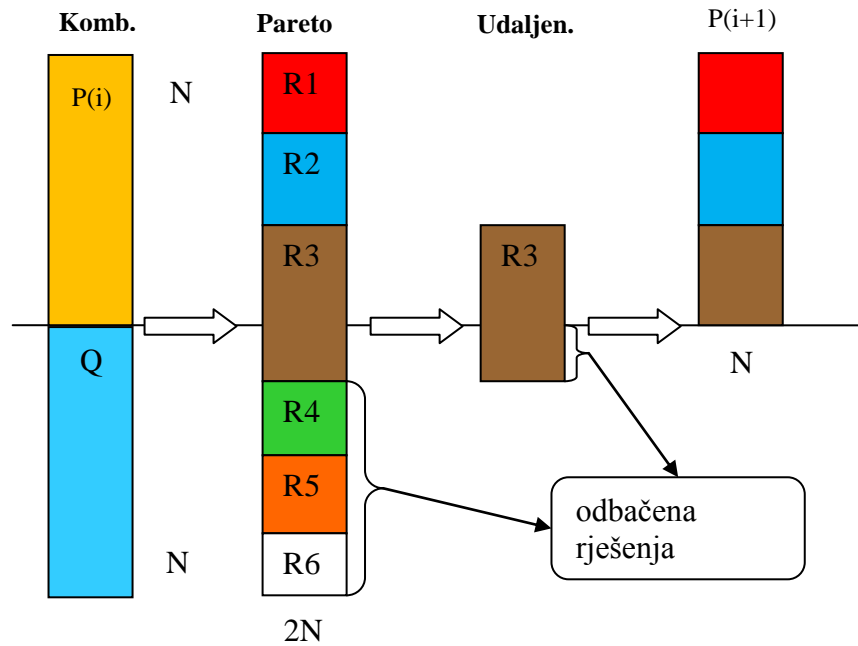 Komb.
Pareto
Udaljen.
P(i+1)
P(i)
N
R1
R2
R3
R3
Q
N
R4
R5
R6
odbačena
rješenja
N
2N